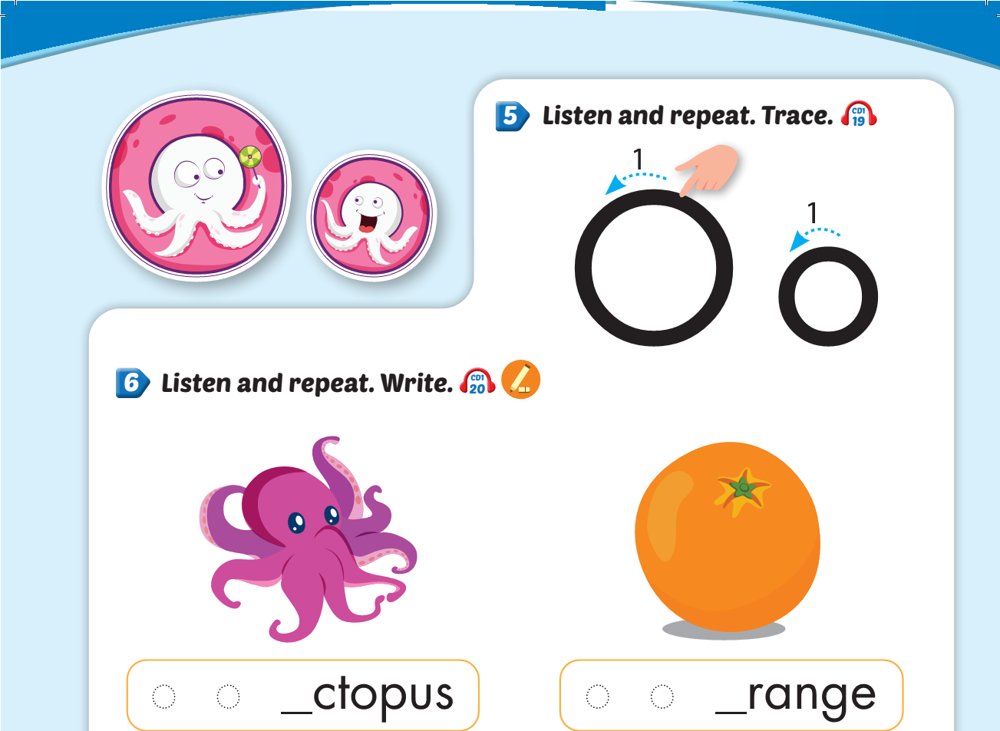 5 Listen and repeat. Trace. CD1 19
1
O
1
o
6 Listen and repeat. Write. CD1 20
o o _ctopus
o o _range